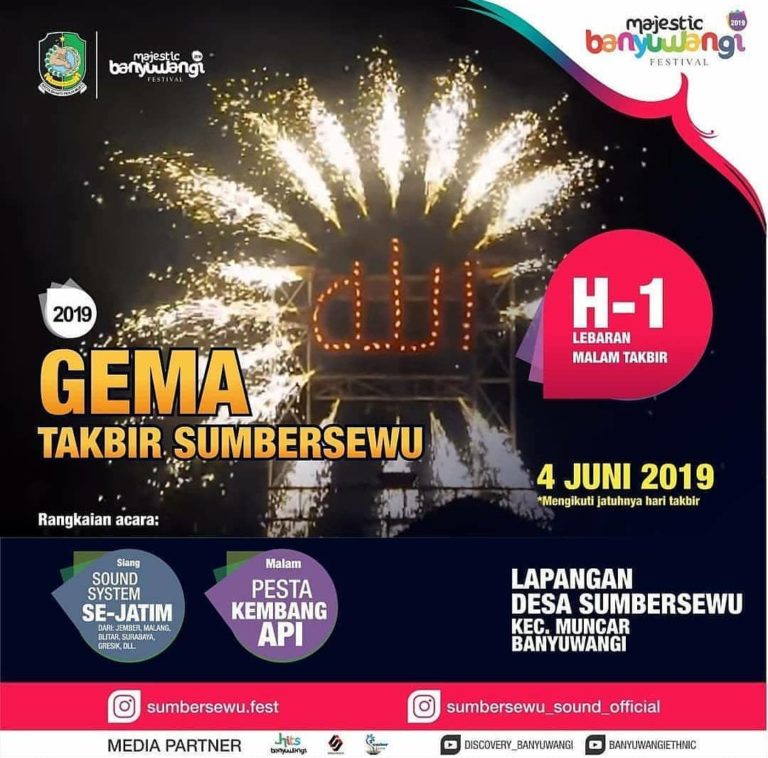 majestic
banyuwangi
FESTIVAL
majestic 2019
banyuwangi
FESTIVAL
الله
2019
GEMA
TAKBIR SUMBERSEWU
H-1
LEBARAN
MALAM TAKBIR
4 JUNI 2019
*Mengikuti jatuhnya hari takbir
Rangkaian acara:
Siang
SOUND
SYSTEM
SE-JATIM
DARI: JEMBER, MALANG,
BLITAR, SURABAYA,
GRESIK, DLL.
Malam
PESTA
KEMBANG
API
LAPANGAN
DESA SUMBERSEWU
KEC. MUNCAR
BANYUWANGI
sumbersewu.fest
sumbersewu_sound_official
MEDIA PARTNER
hits
banyuwangi
DISCOVERY_BANYUWANGI
BANYUWANGIETHNIC